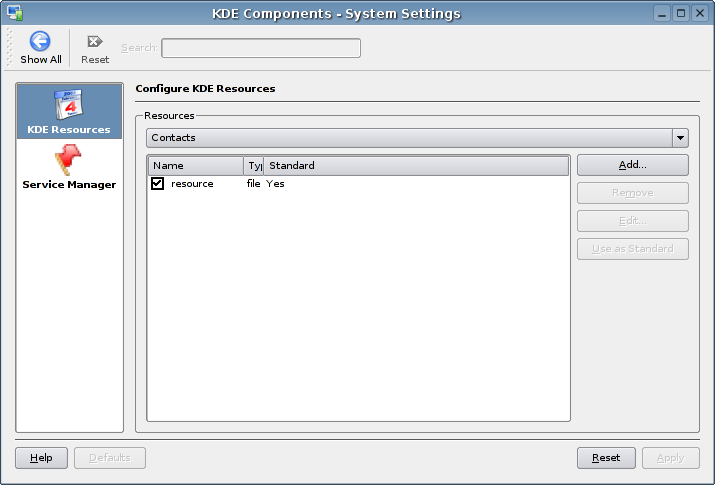 KDE Components - System Settings
Show All
Reset
Search:
KDE Resources
Service Manager
Configure KDE Resources
Resources
Contacts
Name Typ Standard
resource file Yes
Add...
Remove
Edit...
Use as Standard
Help
Defaults
Reset
Apply